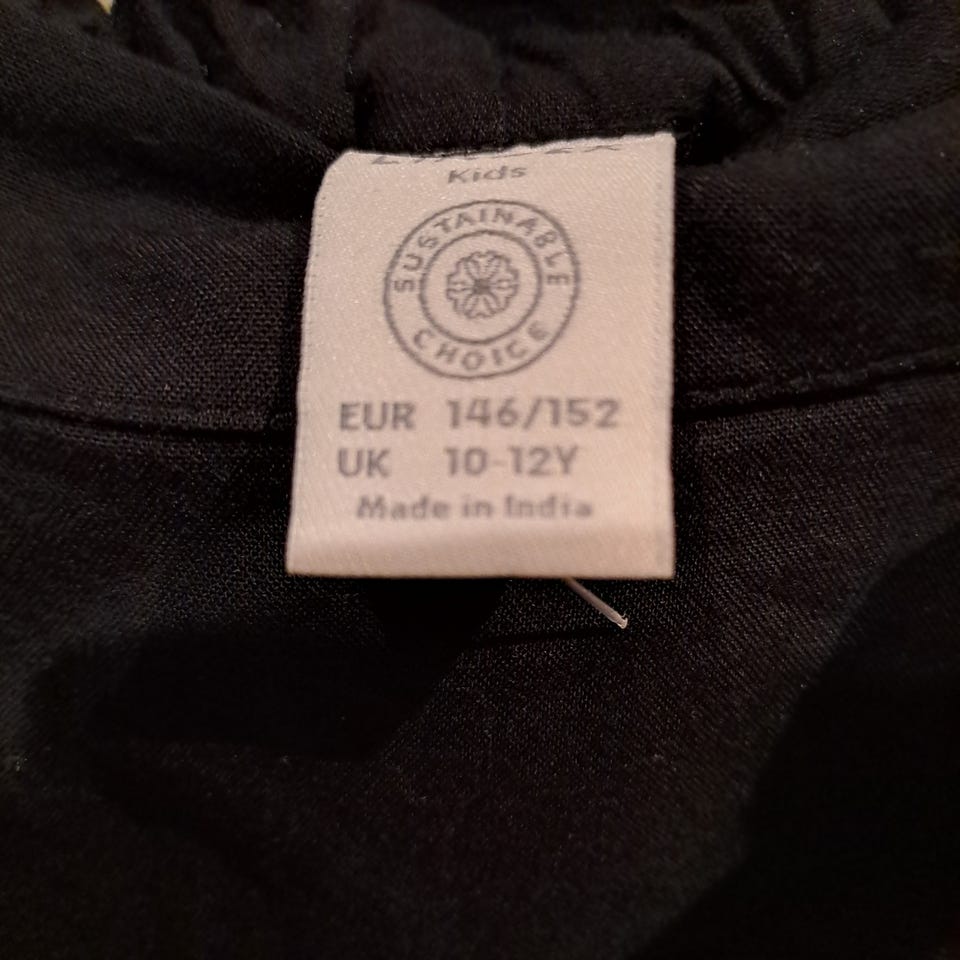 Kids
SUSTAINABLE
CHOICE
EUR 146/152
UK 10-12Y
Made in India